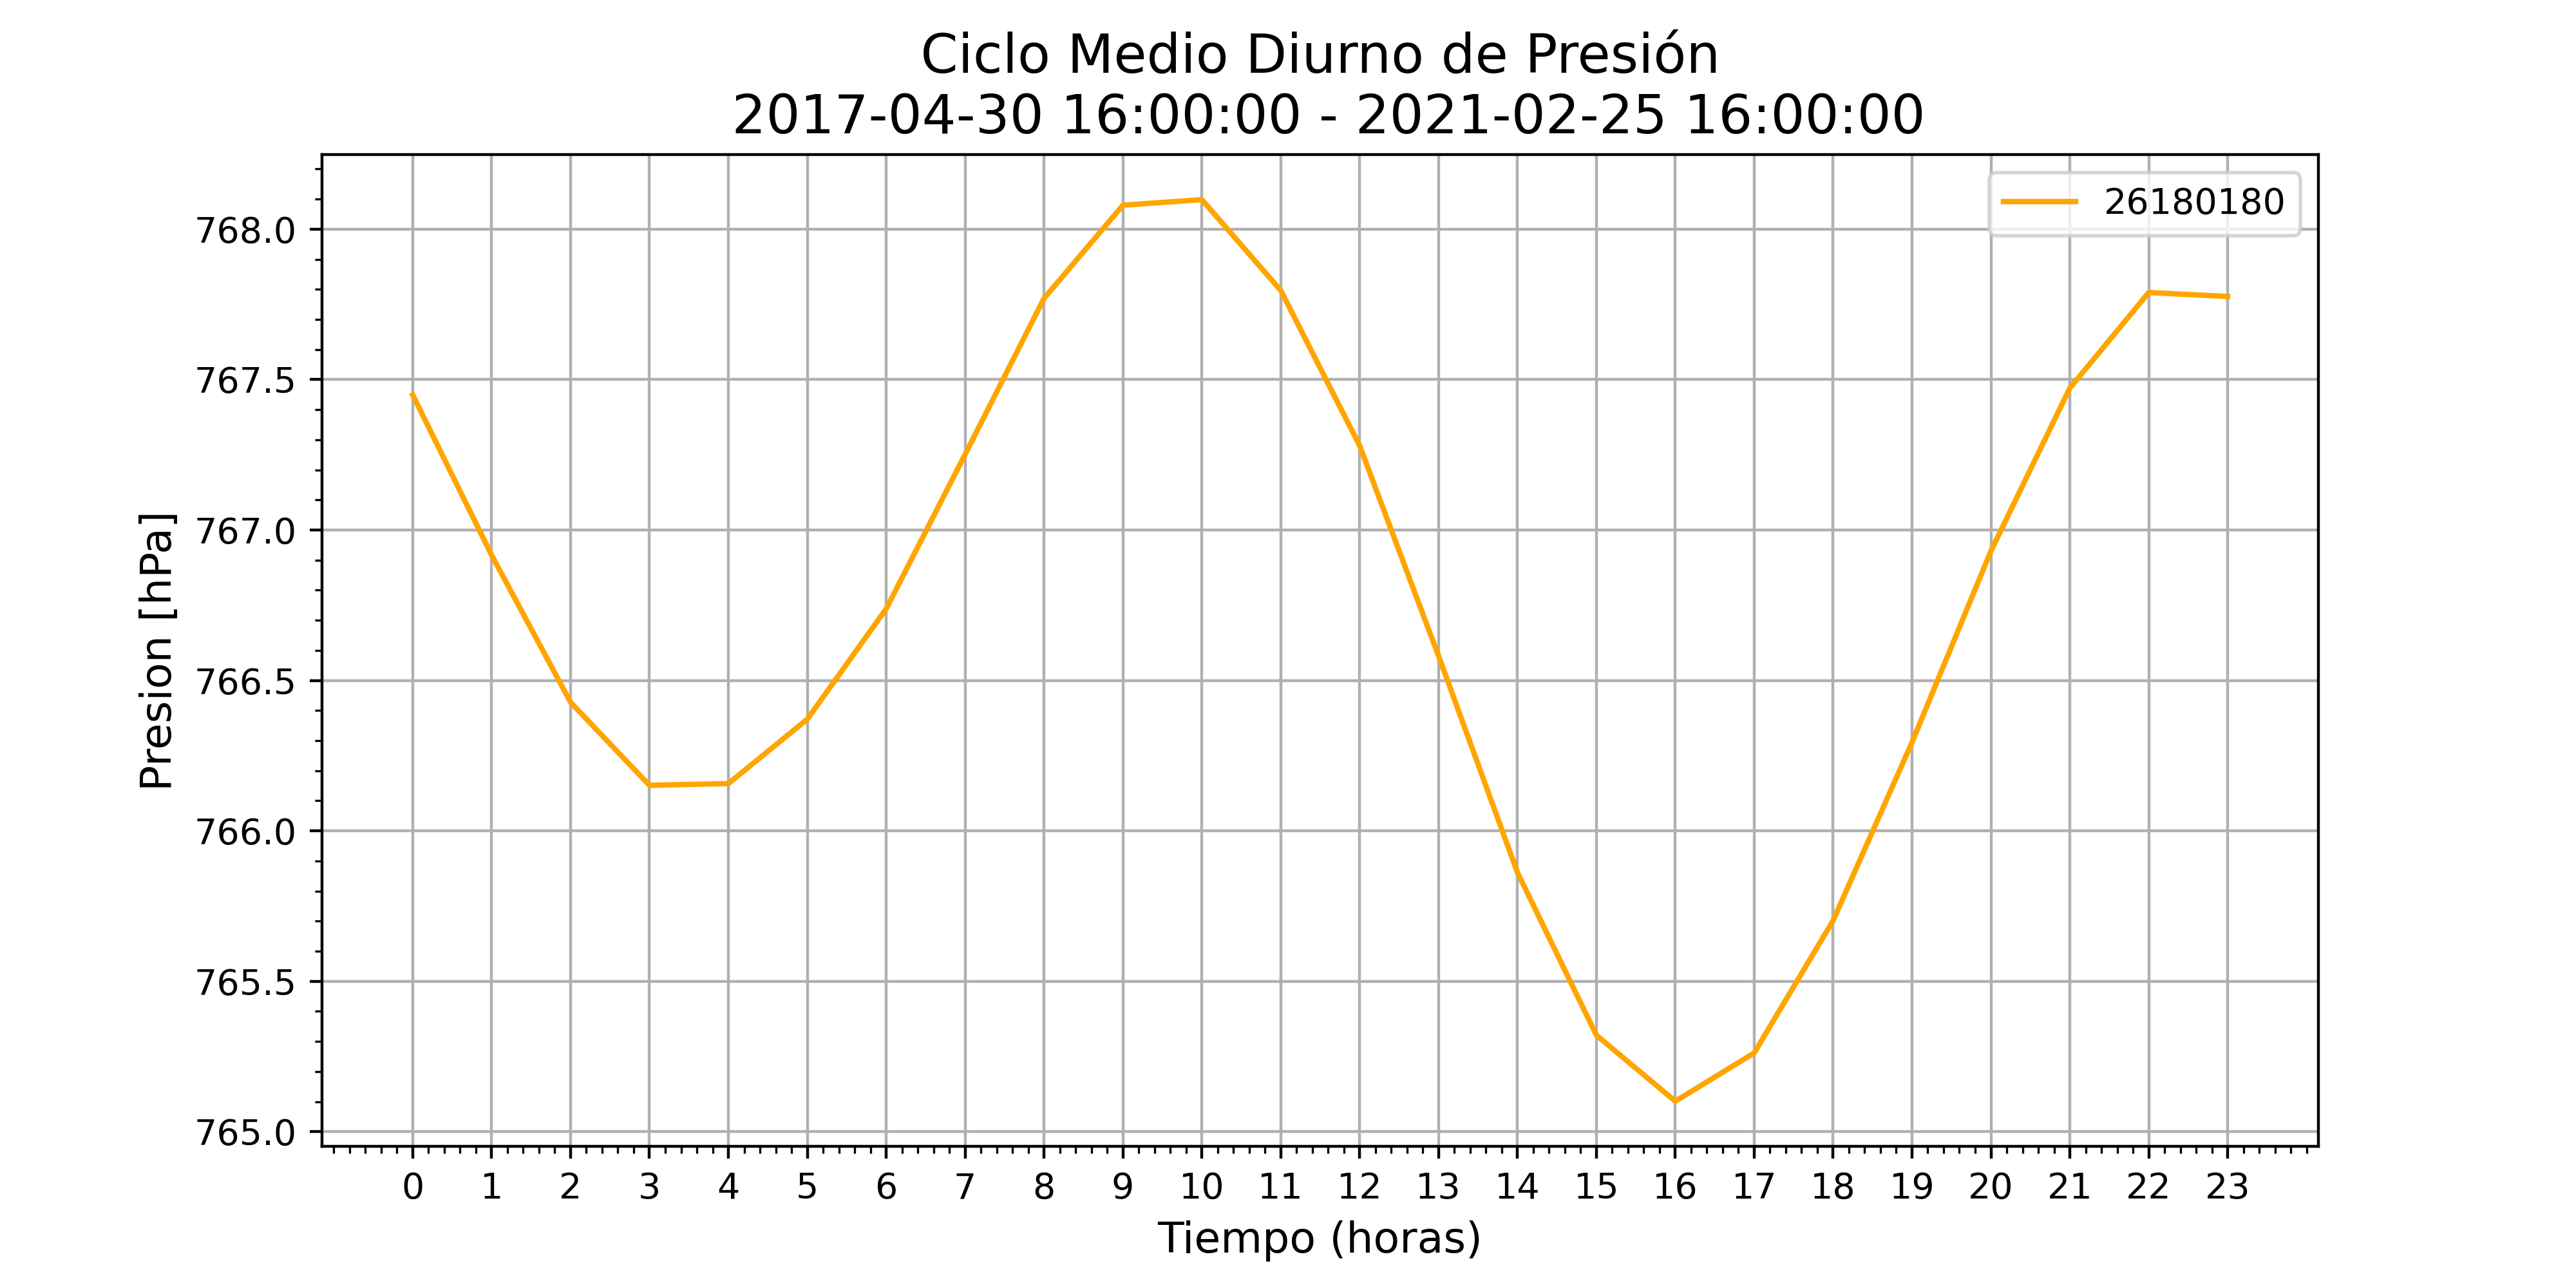 Ciclo Medio Diurno de Presión
2017-04-30 16:00:00 - 2021-02-25 16:00:00
26180180
768.0
767.5
767.0
766.5
766.0
765.5
765.0
Presion [hPa]
0 1 2 3 4 5 6 7 8 9 10 11 12 13 14 15 16 17 18 19 20 21 22 23
Tiempo (horas)